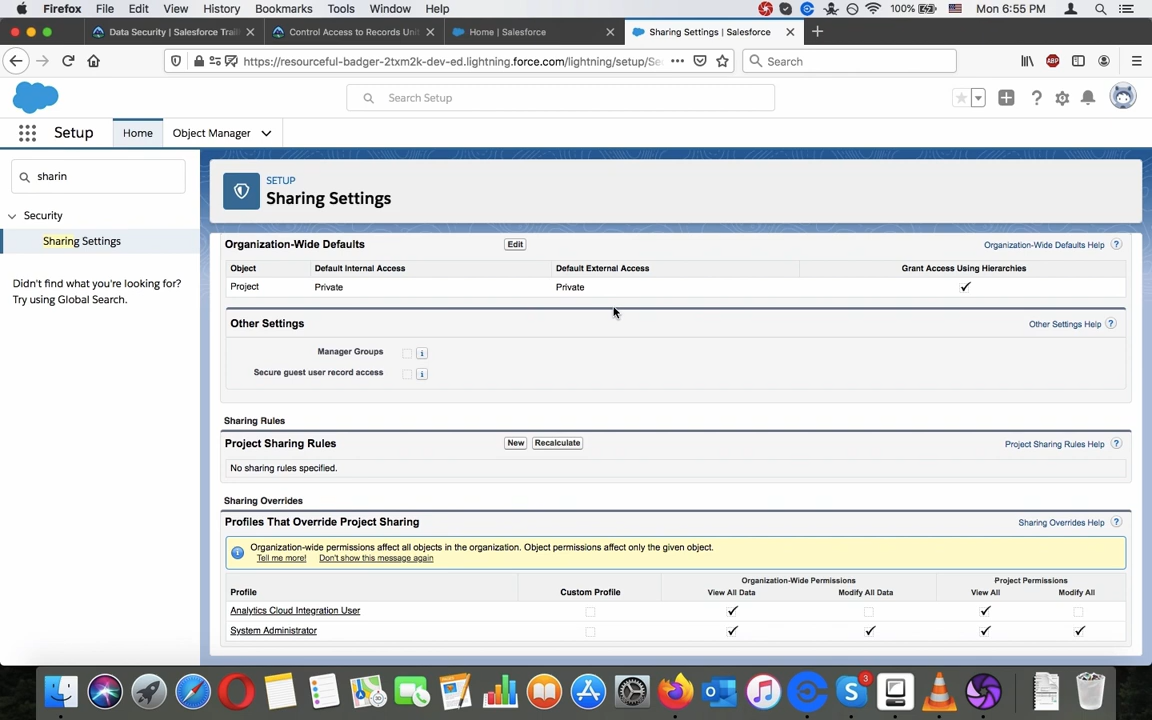 Firefox File Edit View History Bookmarks Tools Window Help 100% Mon 6:55 PM
Data Security | Salesforce Trail Control Access to Records Unit Home | Salesforce Sharing Settings | Salesforce
https://resourceful-badger-2txm2k-dev-ed.lightning.force.com/lightning/setup/Se Search ABP
Search Setup
Setup Home Object Manager
sharin
Security
Sharing Settings
Didn't find what you're looking for?
Try using Global Search.
SETUP
Sharing Settings
Organization-Wide Defaults Edit Organization-Wide Defaults Help ?
Object Default Internal Access Default External Access Grant Access Using Hierarchies
Project Private Private ✓
Other Settings Other Settings Help ?
Manager Groups i
Secure guest user record access i
Sharing Rules
Project Sharing Rules New Recalculate Project Sharing Rules Help ?
No sharing rules specified.
Sharing Overrides
Profiles That Override Project Sharing Sharing Overrides Help ?
Organization-wide permissions affect all objects in the organization. Object permissions affect only the given object.
Tell me more! Don't show this message again
Organization-Wide Permissions Project Permissions
Profile Custom Profile View All Data Modify All Data View All Modify All
Analytics Cloud Integration User ✓ ✓
System Administrator ✓ ✓ ✓ ✓
3